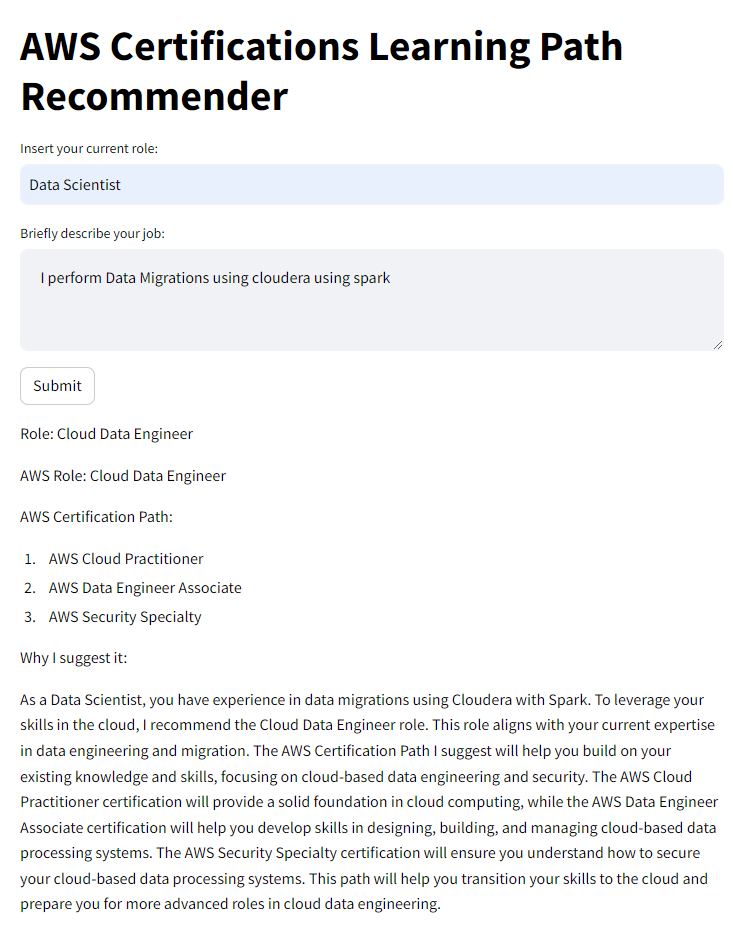 AWS Certifications Learning Path
Recommender
Insert your current role:
Data Scientist
Briefly describe your job:
I perform Data Migrations using cloudera using spark
Submit
Role: Cloud Data Engineer
AWS Role: Cloud Data Engineer
AWS Certification Path:
1. AWS Cloud Practitioner
2. AWS Data Engineer Associate
3. AWS Security Specialty
Why I suggest it:
As a Data Scientist, you have experience in data migrations using Cloudera with Spark. To leverage your
skills in the cloud, I recommend the Cloud Data Engineer role. This role aligns with your current expertise
in data engineering and migration. The AWS Certification Path I suggest will help you build on your
existing knowledge and skills, focusing on cloud-based data engineering and security. The AWS Cloud
Practitioner certification will provide a solid foundation in cloud computing, while the AWS Data Engineer
Associate certification will help you develop skills in designing, building, and managing cloud-based data
processing systems. The AWS Security Specialty certification will ensure you understand how to secure
your cloud-based data processing systems. This path will help you transition your skills to the cloud and
prepare you for more advanced roles in cloud data engineering.